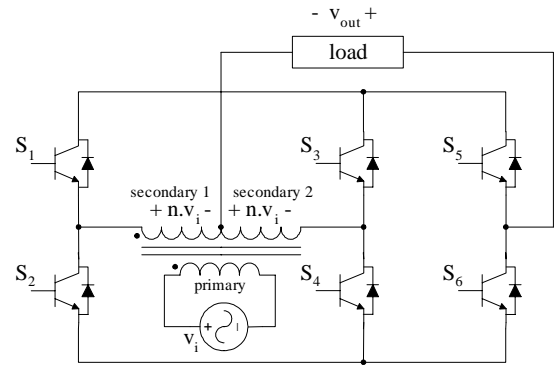 - v_out +
load
S_1
S_3
S_5
secondary 1
secondary 2
+ n.v_i -
+ n.v_i -
S_2
S_4
S_6
primary
+
-
v_i